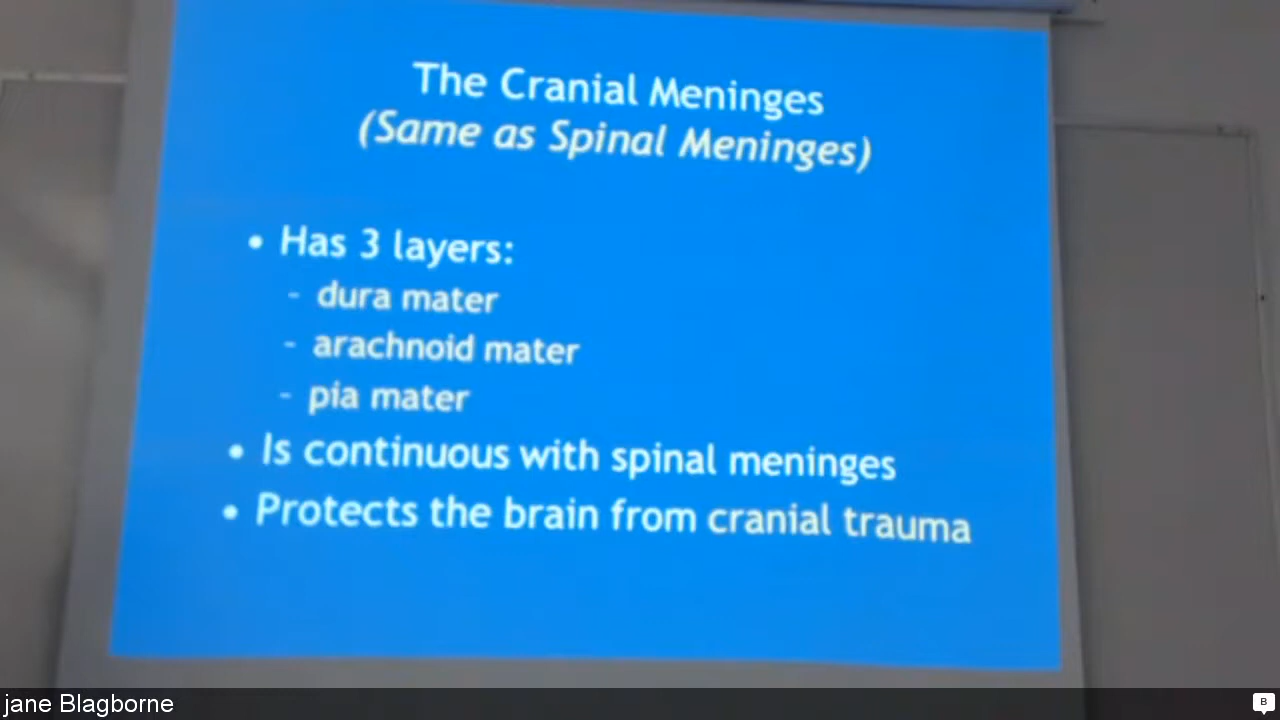 The Cranial Meninges
(Same as Spinal Meninges)
• Has 3 layers:
- dura mater
- arachnoid mater
- pia mater
• Is continuous with spinal meninges
• Protects the brain from cranial trauma
jane Blagborne
B